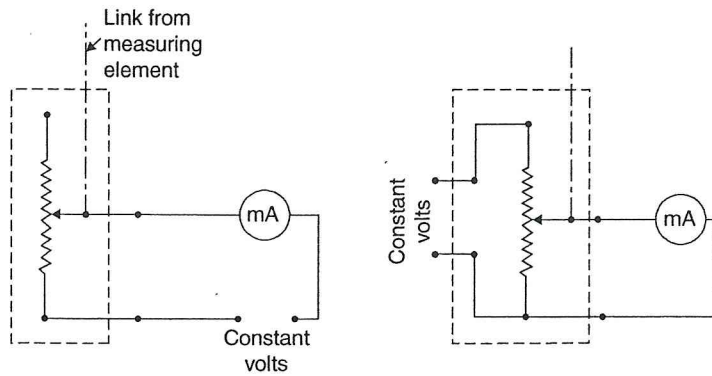 Link from
measuring
element
mA
Constant
volts
Constant
volts
mA